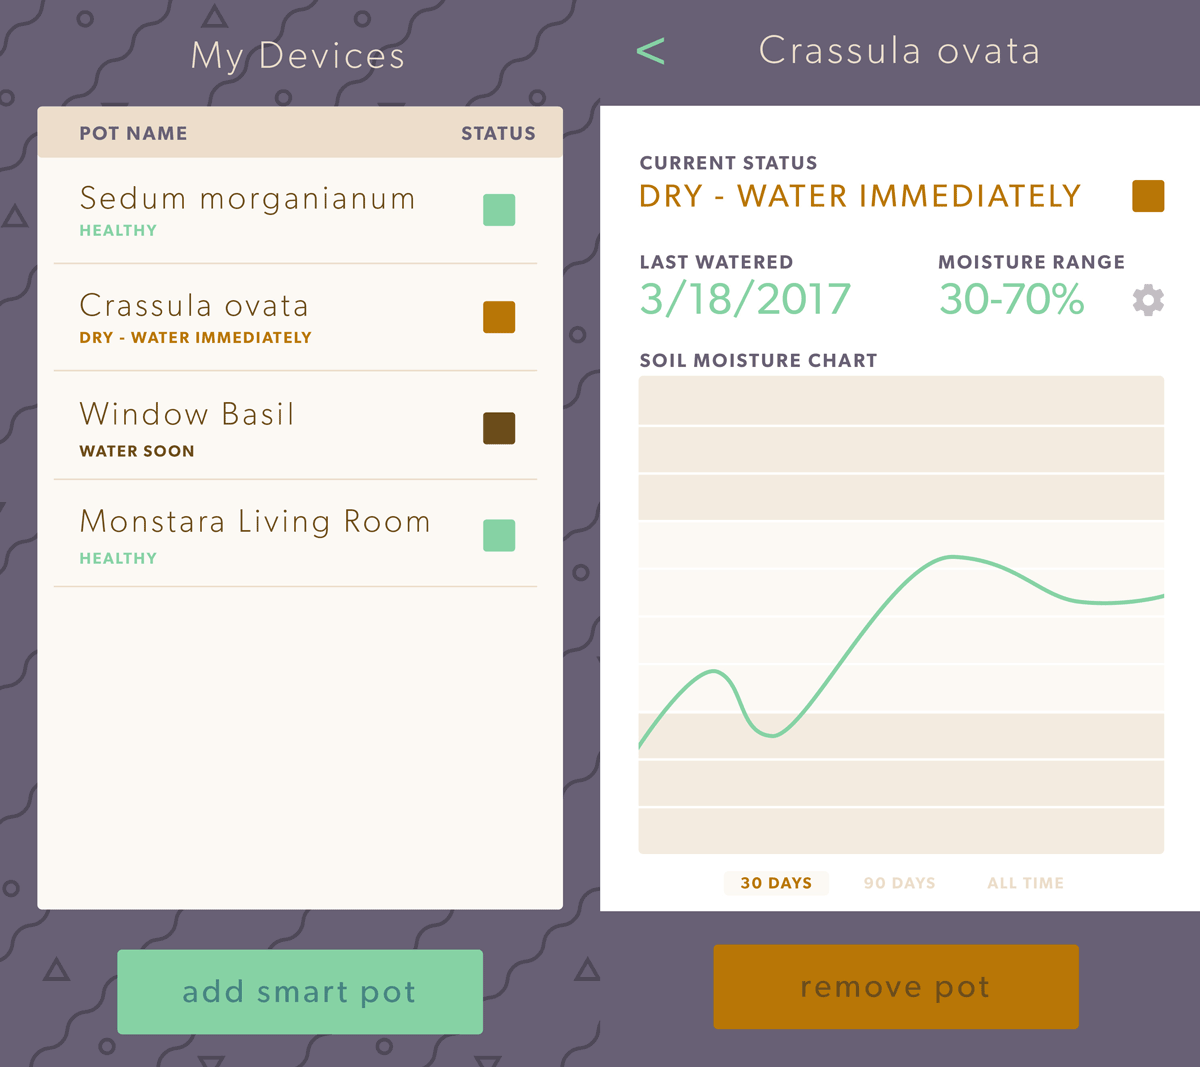 My Devices
POT NAME STATUS
Sedum morganianum
HEALTHY
Crassula ovata
DRY - WATER IMMEDIATELY
Window Basil
WATER SOON
Monstara Living Room
HEALTHY
add smart pot
< Crassula ovata
CURRENT STATUS
DRY - WATER IMMEDIATELY
LAST WATERED MOISTURE RANGE
3/18/2017 30-70%
SOIL MOISTURE CHART
30 DAYS 90 DAYS ALL TIME
remove pot